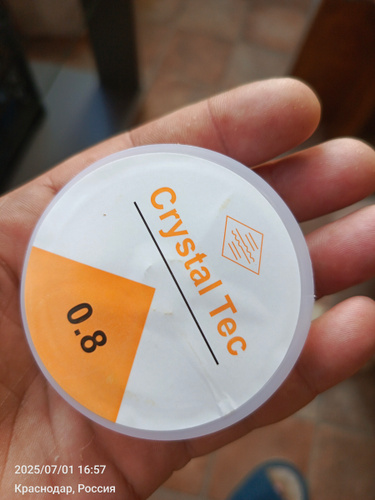 Crystal Tec
0.8
2025/07/01 16:57
Краснодар, Россия